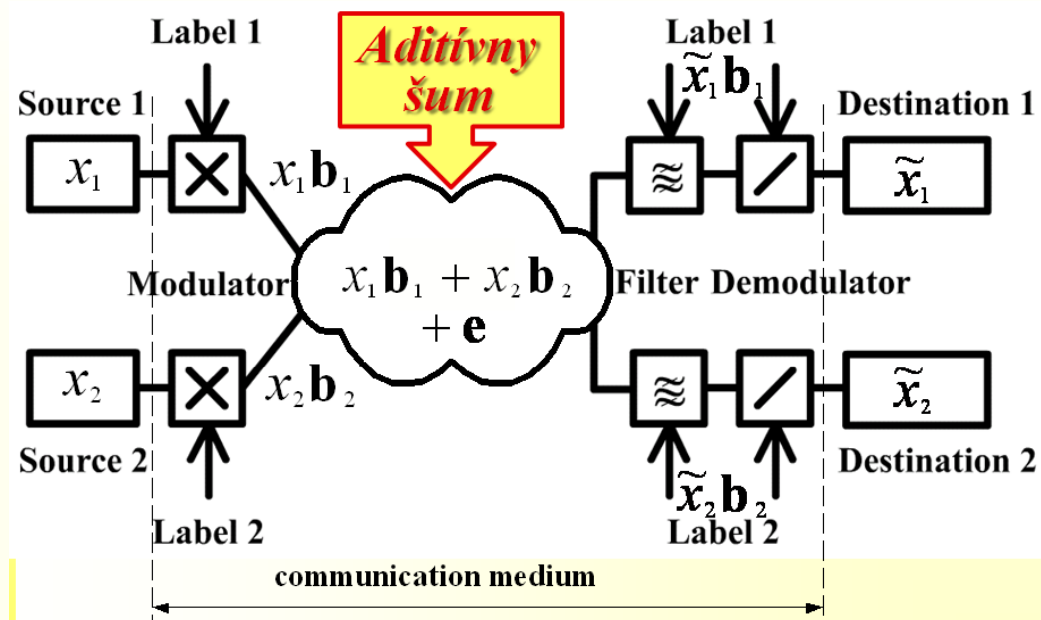 Label 1
Aditívny
šum
Label 1
x̃₁b₁
Source 1
Destination 1
x₁
x₁b₁
x̃₁
Modulator
x₁b₁ + x₂b₂
+ e
Filter Demodulator
x₂
x₂b₂
x̃₂
Source 2
Destination 2
x̃₂b₂
Label 2
Label 2
communication medium